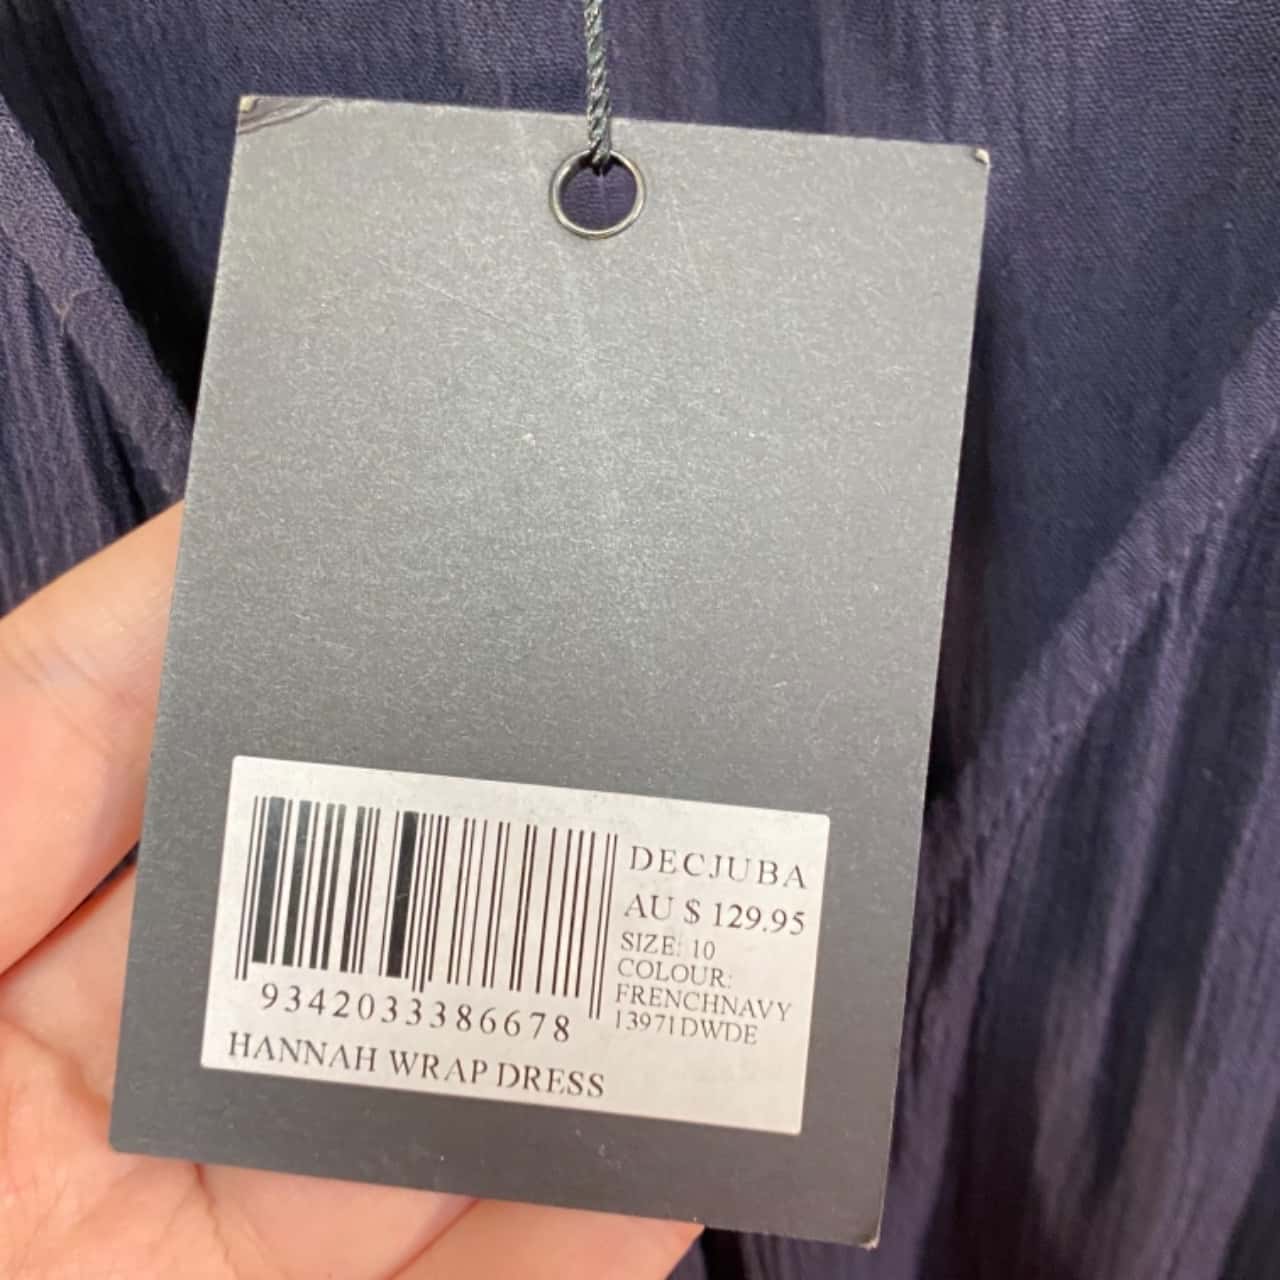 DECJUBA
AU $ 129.95
SIZE: 10
COLOUR:
FRENCHNAVY
13971DWDE
9342033386678
HANNAH WRAP DRESS